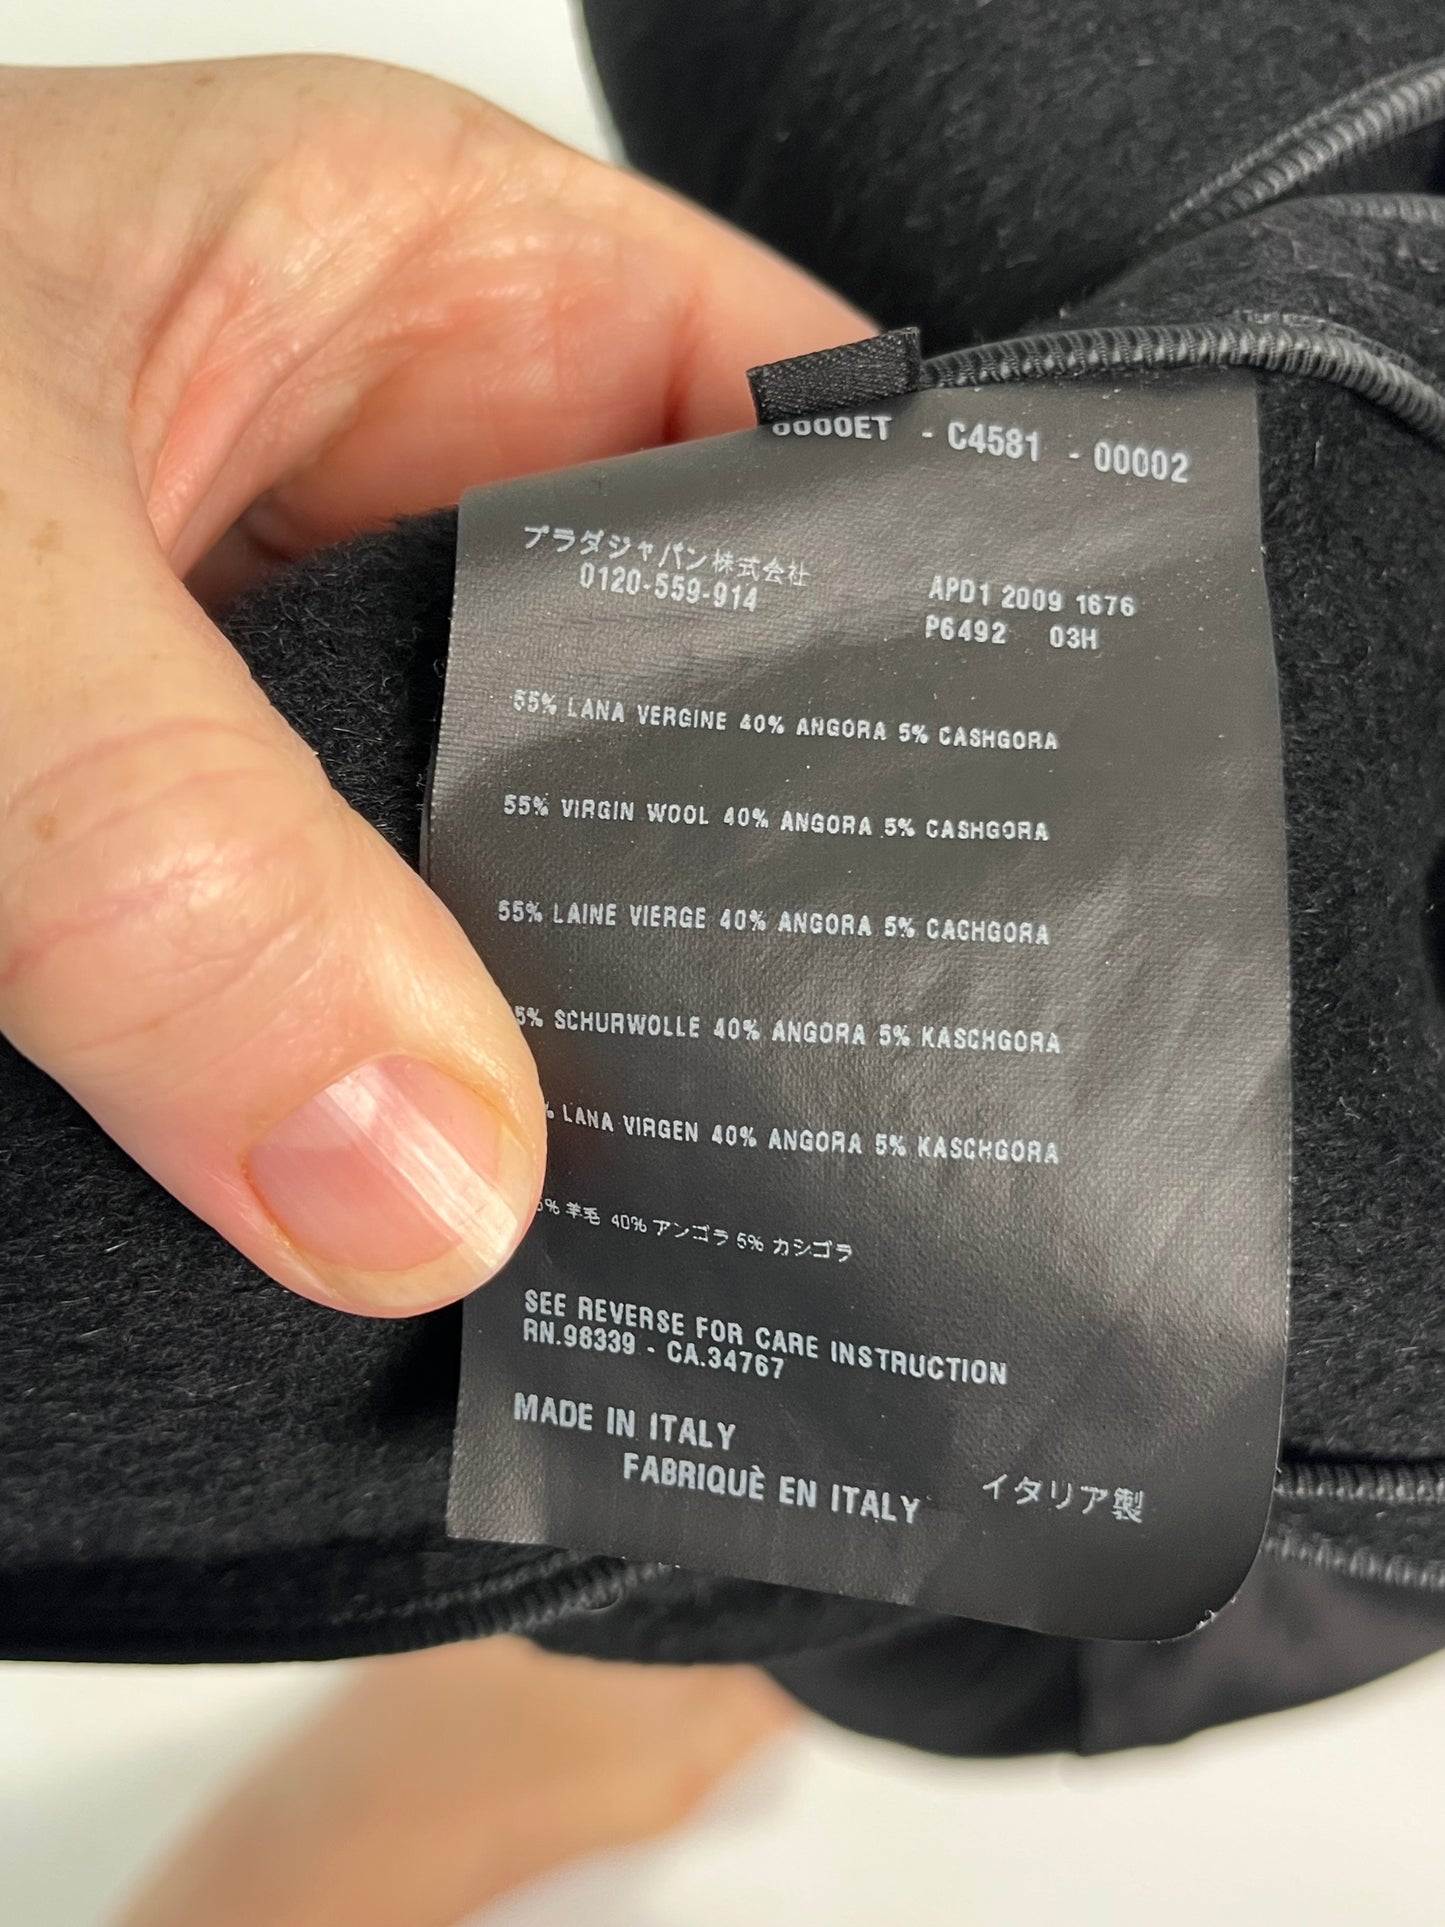 - C4581 - 00002
プラダジャパン株式会社
0120-559-914
APD1 2009 1676
P6492 03H
55% LANA VERGINE 40% ANGORA 5% CASHGORA
55% VIRGIN WOOL 40% ANGORA 5% CASHGORA
55% LAINE VIERGE 40% ANGORA 5% CACHGORA
5% SCHURWOLLE 40% ANGORA 5% KASCHGORA
% LANA VIRGEN 40% ANGORA 5% KASCHGORA
5% 羊毛 40% アンゴラ 5% カシゴラ
SEE REVERSE FOR CARE INSTRUCTION
RN.98339 - CA.34767
MADE IN ITALY
FABRIQUÈ EN ITALY
イタリア製